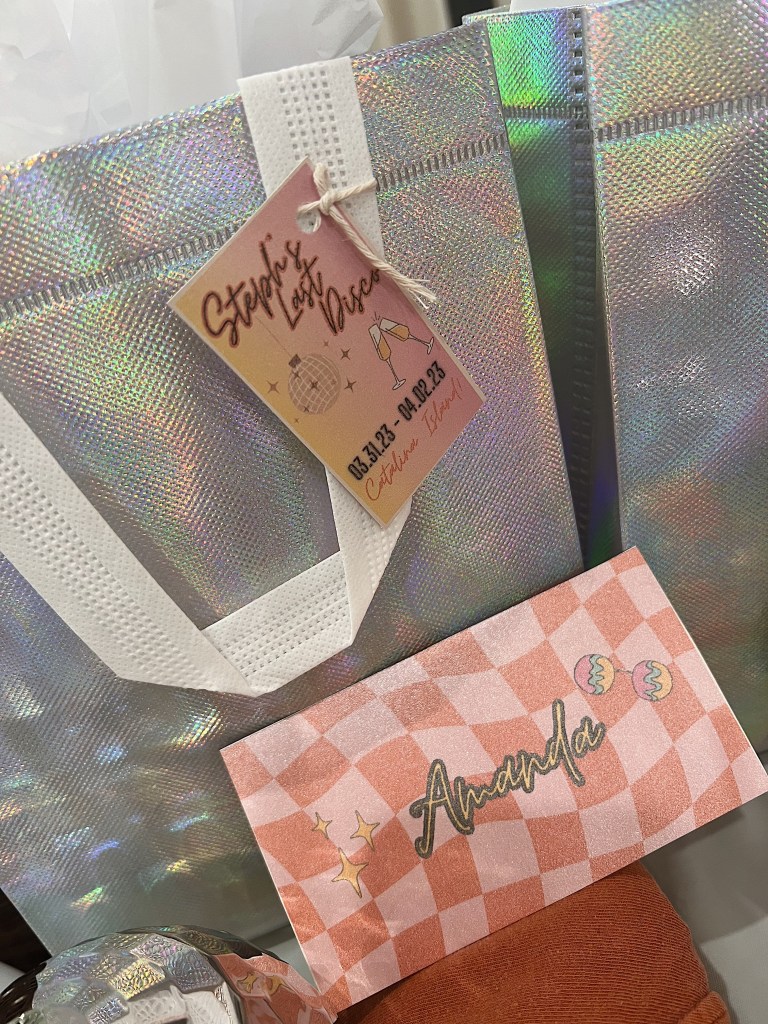 Steph's
Last
Disco
03.31.23 - 04.02.23
Catalina Island!
Amanda